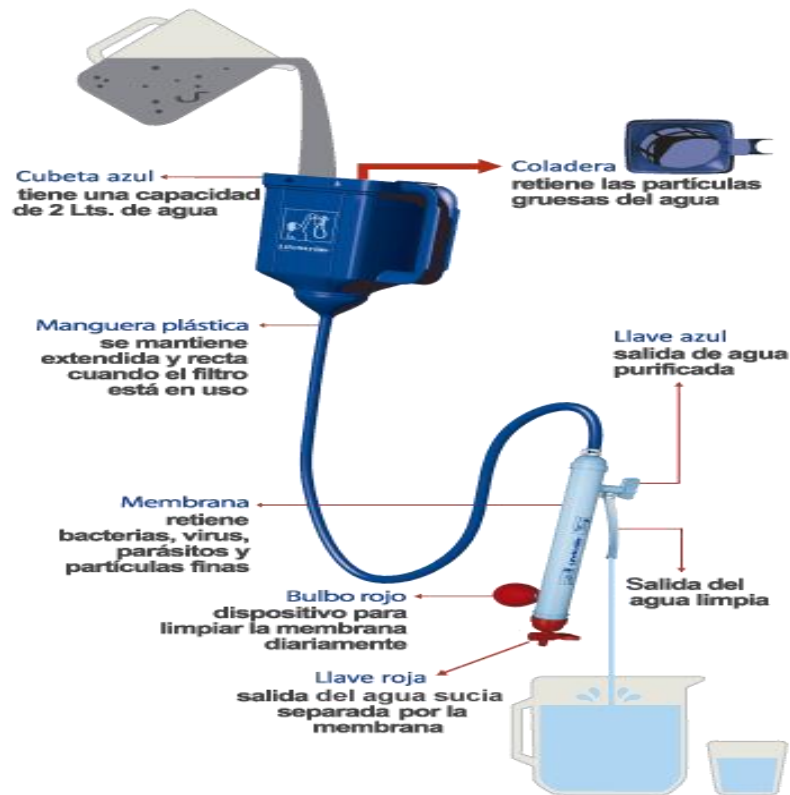 Cubeta azul
tiene una capacidad
de 2 Lts. de agua
Coladera
retiene las partículas
gruesas del agua
Manguera plástica
se mantiene
extendida y recta
cuando el filtro
está en uso
Llave azul
salida de agua
purificada
Membrana
retiene
bacterias, virus,
parásitos y
partículas finas
Salida del
agua limpia
Bulbo rojo
dispositivo para
limpiar la membrana
diariamente
Llave roja
salida del agua sucia
separada por la
membrana